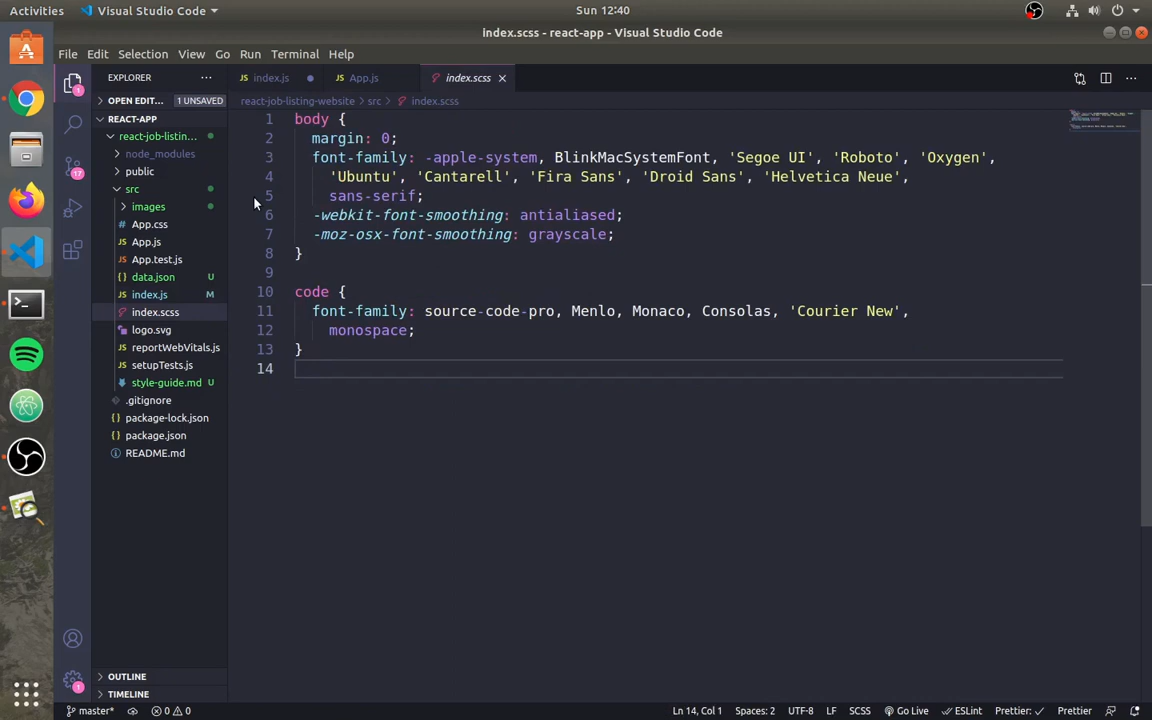 Activities
Visual Studio Code
Sun 12:40
index.scss - react-app - Visual Studio Code
File Edit Selection View Go Run Terminal Help
EXPLORER
index.js
App.js
index.scss
OPEN EDIT... 1 UNSAVED
react-job-listing-website > src > index.scss
REACT-APP
react-job-listin...
node_modules
public
src
images
App.css
App.js
App.test.js
data.json U
index.js M
index.scss
logo.svg
reportWebVitals.js
setupTests.js
style-guide.md U
.gitignore
package-lock.json
package.json
README.md
OUTLINE
TIMELINE
1 body {
2 margin: 0;
3 font-family: -apple-system, BlinkMacSystemFont, 'Segoe UI', 'Roboto', 'Oxygen',
4 'Ubuntu', 'Cantarell', 'Fira Sans', 'Droid Sans', 'Helvetica Neue',
5 sans-serif;
6 -webkit-font-smoothing: antialiased;
7 -moz-osx-font-smoothing: grayscale;
8 }
9
10 code {
11 font-family: source-code-pro, Menlo, Monaco, Consolas, 'Courier New',
12 monospace;
13 }
14
1
17
1
master* 0 0 Ln 14, Col 1 Spaces: 2 UTF-8 LF SCSS Go Live ESLint Prettier: Prettier